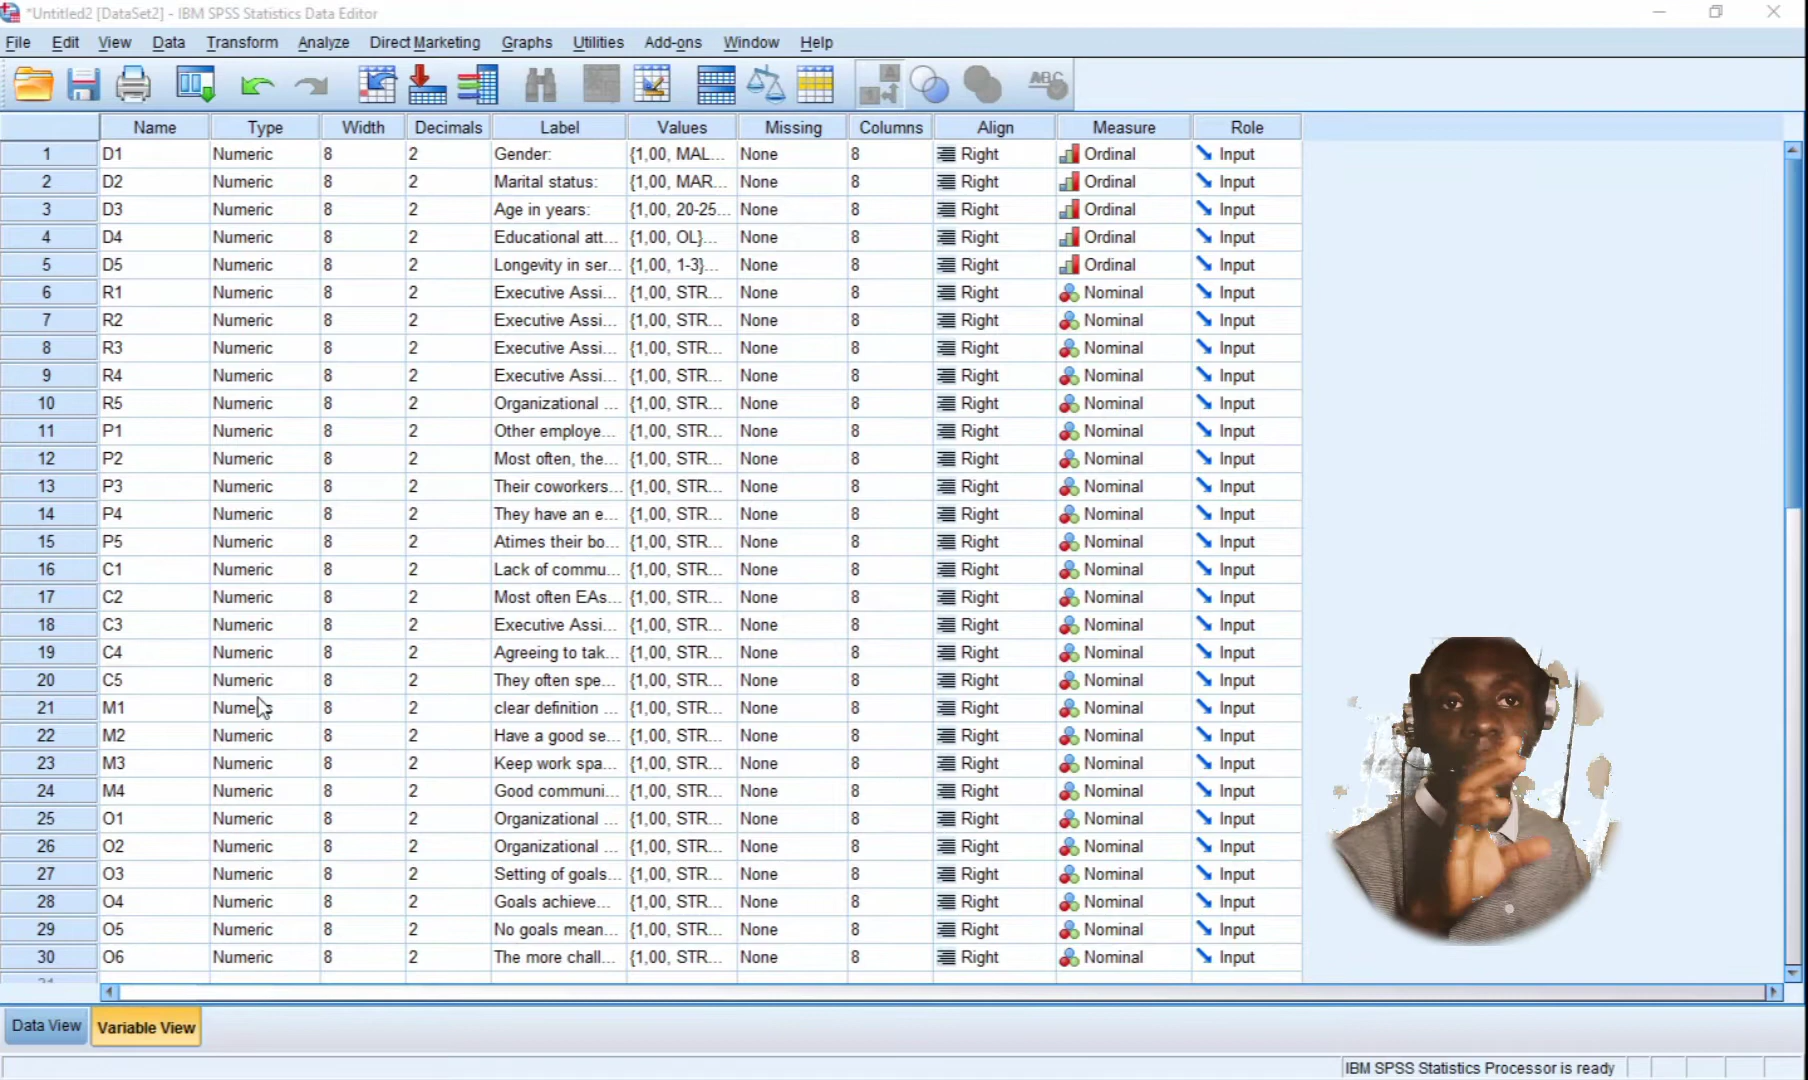 *Untitled2 [DataSet2] - IBM SPSS Statistics Data Editor
File Edit View Data Transform Analyze Direct Marketing Graphs Utilities Add-ons Window Help
A 1 ABC
Name Type Width Decimals Label Values Missing Columns Align Measure Role
1 D1 Numeric 8 2 Gender: {1,00, MAL... None 8 Right Ordinal Input
2 D2 Numeric 8 2 Marital status: {1,00, MAR... None 8 Right Ordinal Input
3 D3 Numeric 8 2 Age in years: {1,00, 20-25... None 8 Right Ordinal Input
4 D4 Numeric 8 2 Educational att... {1,00, OL}... None 8 Right Ordinal Input
5 D5 Numeric 8 2 Longevity in ser... {1,00, 1-3}... None 8 Right Ordinal Input
6 R1 Numeric 8 2 Executive Assi... {1,00, STR... None 8 Right Nominal Input
7 R2 Numeric 8 2 Executive Assi... {1,00, STR... None 8 Right Nominal Input
8 R3 Numeric 8 2 Executive Assi... {1,00, STR... None 8 Right Nominal Input
9 R4 Numeric 8 2 Executive Assi... {1,00, STR... None 8 Right Nominal Input
10 R5 Numeric 8 2 Organizational ... {1,00, STR... None 8 Right Nominal Input
11 P1 Numeric 8 2 Other employe... {1,00, STR... None 8 Right Nominal Input
12 P2 Numeric 8 2 Most often, the... {1,00, STR... None 8 Right Nominal Input
13 P3 Numeric 8 2 Their coworkers... {1,00, STR... None 8 Right Nominal Input
14 P4 Numeric 8 2 They have an e... {1,00, STR... None 8 Right Nominal Input
15 P5 Numeric 8 2 Atimes their bo... {1,00, STR... None 8 Right Nominal Input
16 C1 Numeric 8 2 Lack of commu... {1,00, STR... None 8 Right Nominal Input
17 C2 Numeric 8 2 Most often EAs... {1,00, STR... None 8 Right Nominal Input
18 C3 Numeric 8 2 Executive Assi... {1,00, STR... None 8 Right Nominal Input
19 C4 Numeric 8 2 Agreeing to tak... {1,00, STR... None 8 Right Nominal Input
20 C5 Numeric 8 2 They often spe... {1,00, STR... None 8 Right Nominal Input
21 M1 Numeric 8 2 clear definition ... {1,00, STR... None 8 Right Nominal Input
22 M2 Numeric 8 2 Have a good se... {1,00, STR... None 8 Right Nominal Input
23 M3 Numeric 8 2 Keep work spa... {1,00, STR... None 8 Right Nominal Input
24 M4 Numeric 8 2 Good communi... {1,00, STR... None 8 Right Nominal Input
25 O1 Numeric 8 2 Organizational ... {1,00, STR... None 8 Right Nominal Input
26 O2 Numeric 8 2 Organizational ... {1,00, STR... None 8 Right Nominal Input
27 O3 Numeric 8 2 Setting of goals... {1,00, STR... None 8 Right Nominal Input
28 O4 Numeric 8 2 Goals achieve... {1,00, STR... None 8 Right Nominal Input
29 O5 Numeric 8 2 No goals mean... {1,00, STR... None 8 Right Nominal Input
30 O6 Numeric 8 2 The more chall... {1,00, STR... None 8 Right Nominal Input
Data View Variable View
IBM SPSS Statistics Processor is ready